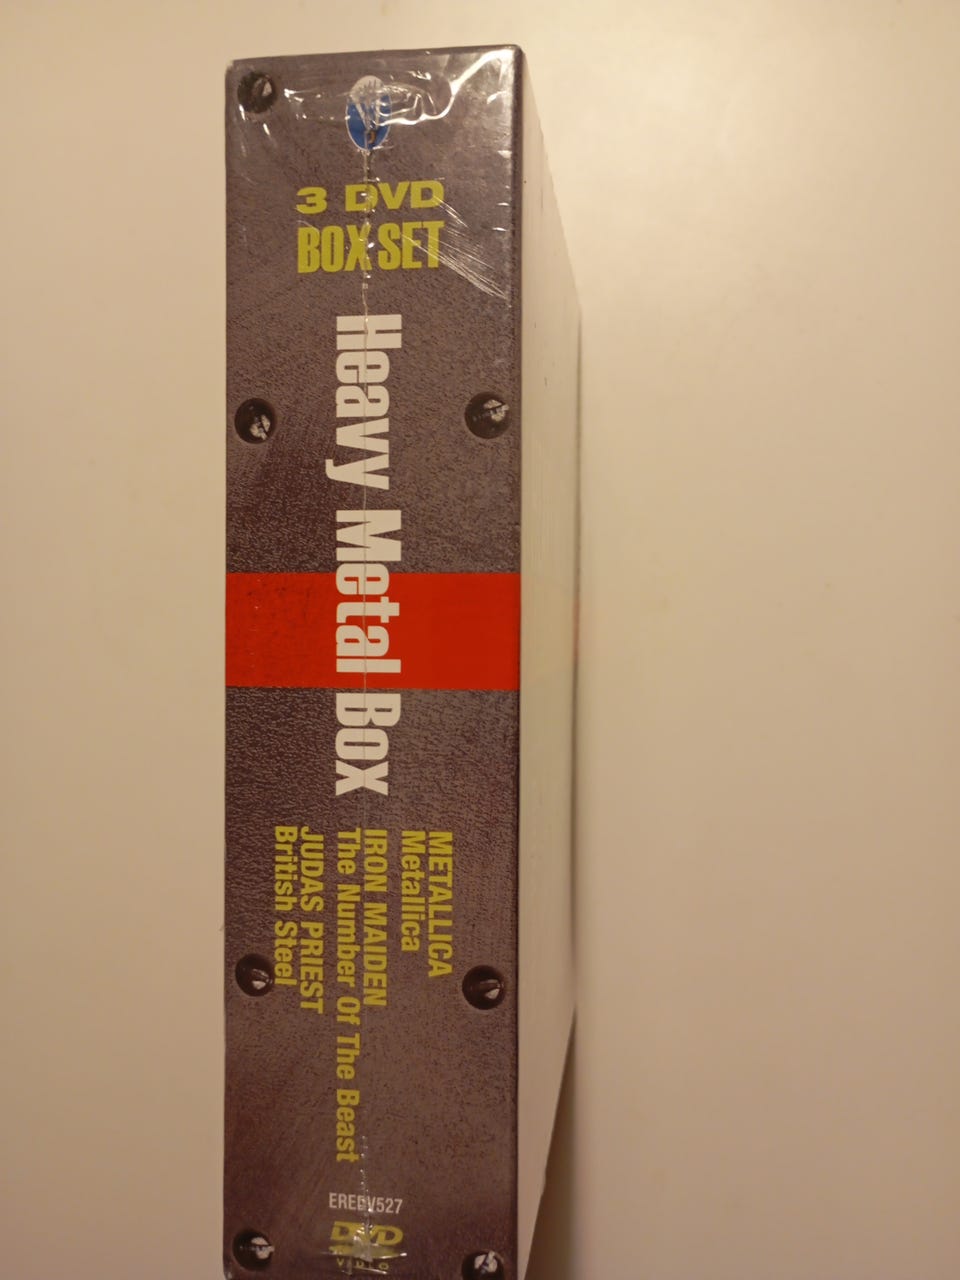 3 DVD
BOX SET
Heavy Metal Box
METALLICA
Metallica
IRON MAIDEN
The Number Of The Beast
JUDAS PRIEST
British Steel
EREDV527
DVD
VIDEO